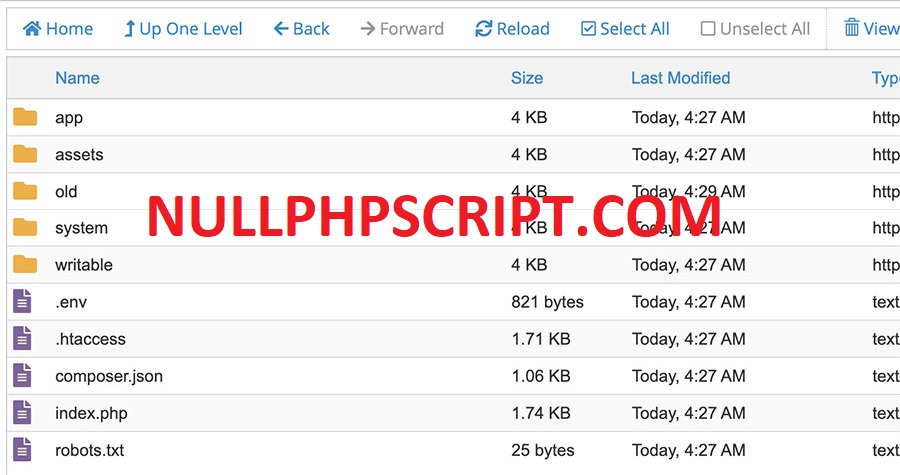 Home Up One Level Back Forward Reload Select All Unselect All View
Name Size Last Modified Type
app 4 KB Today, 4:27 AM http
assets 4 KB Today, 4:27 AM http
old 4 KB Today, 4:29 AM http
system 4 KB Today, 4:27 AM http
NULLPHPSCRIPT.COM
writable 4 KB Today, 4:27 AM http
.env 821 bytes Today, 4:27 AM text
.htaccess 1.71 KB Today, 4:27 AM text
composer.json 1.06 KB Today, 4:27 AM text
index.php 1.74 KB Today, 4:27 AM text
robots.txt 25 bytes Today, 4:27 AM text